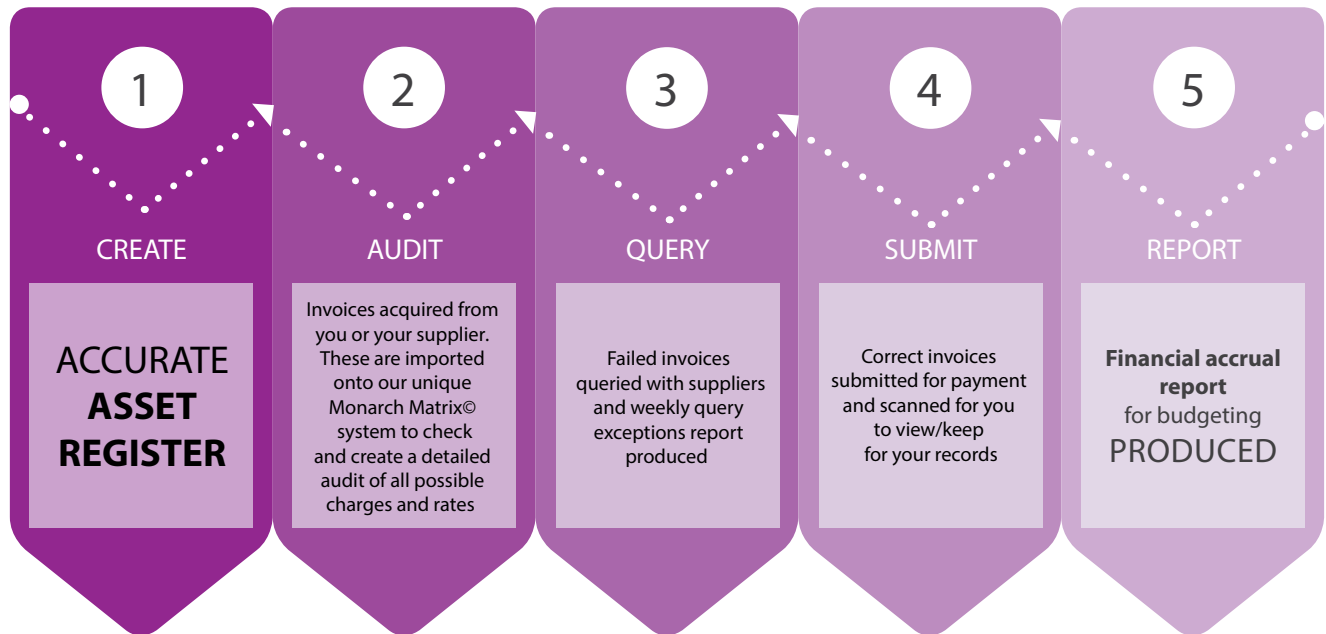 1
CREATE
ACCURATE
ASSET
REGISTER
2
AUDIT
Invoices acquired from
you or your supplier.
These are imported
onto our unique
Monarch Matrix©
system to check
and create a detailed
audit of all possible
charges and rates
3
QUERY
Failed invoices
queried with suppliers
and weekly query
exceptions report
produced
4
SUBMIT
Correct invoices
submitted for payment
and scanned for you
to view/keep
for your records
5
REPORT
Financial accrual
report
for budgeting
PRODUCED